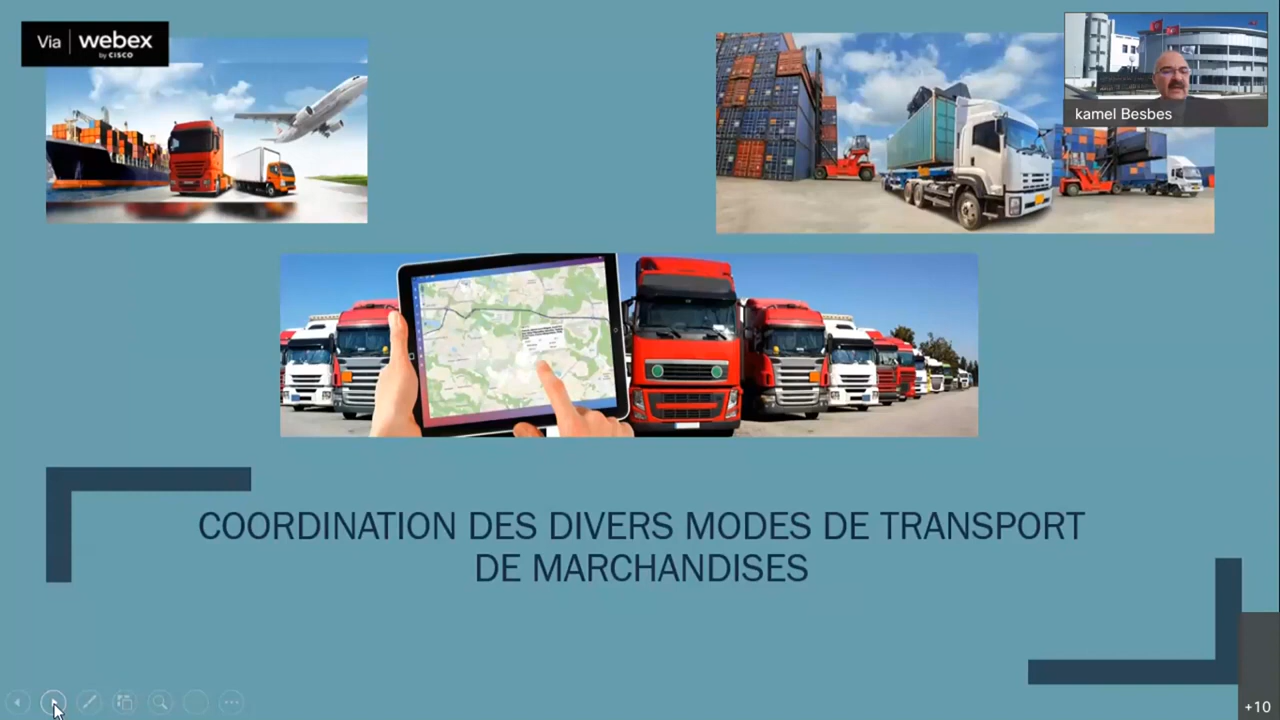 Via webex
by CISCO
kamel Besbes
COORDINATION DES DIVERS MODES DE TRANSPORT
DE MARCHANDISES
+10